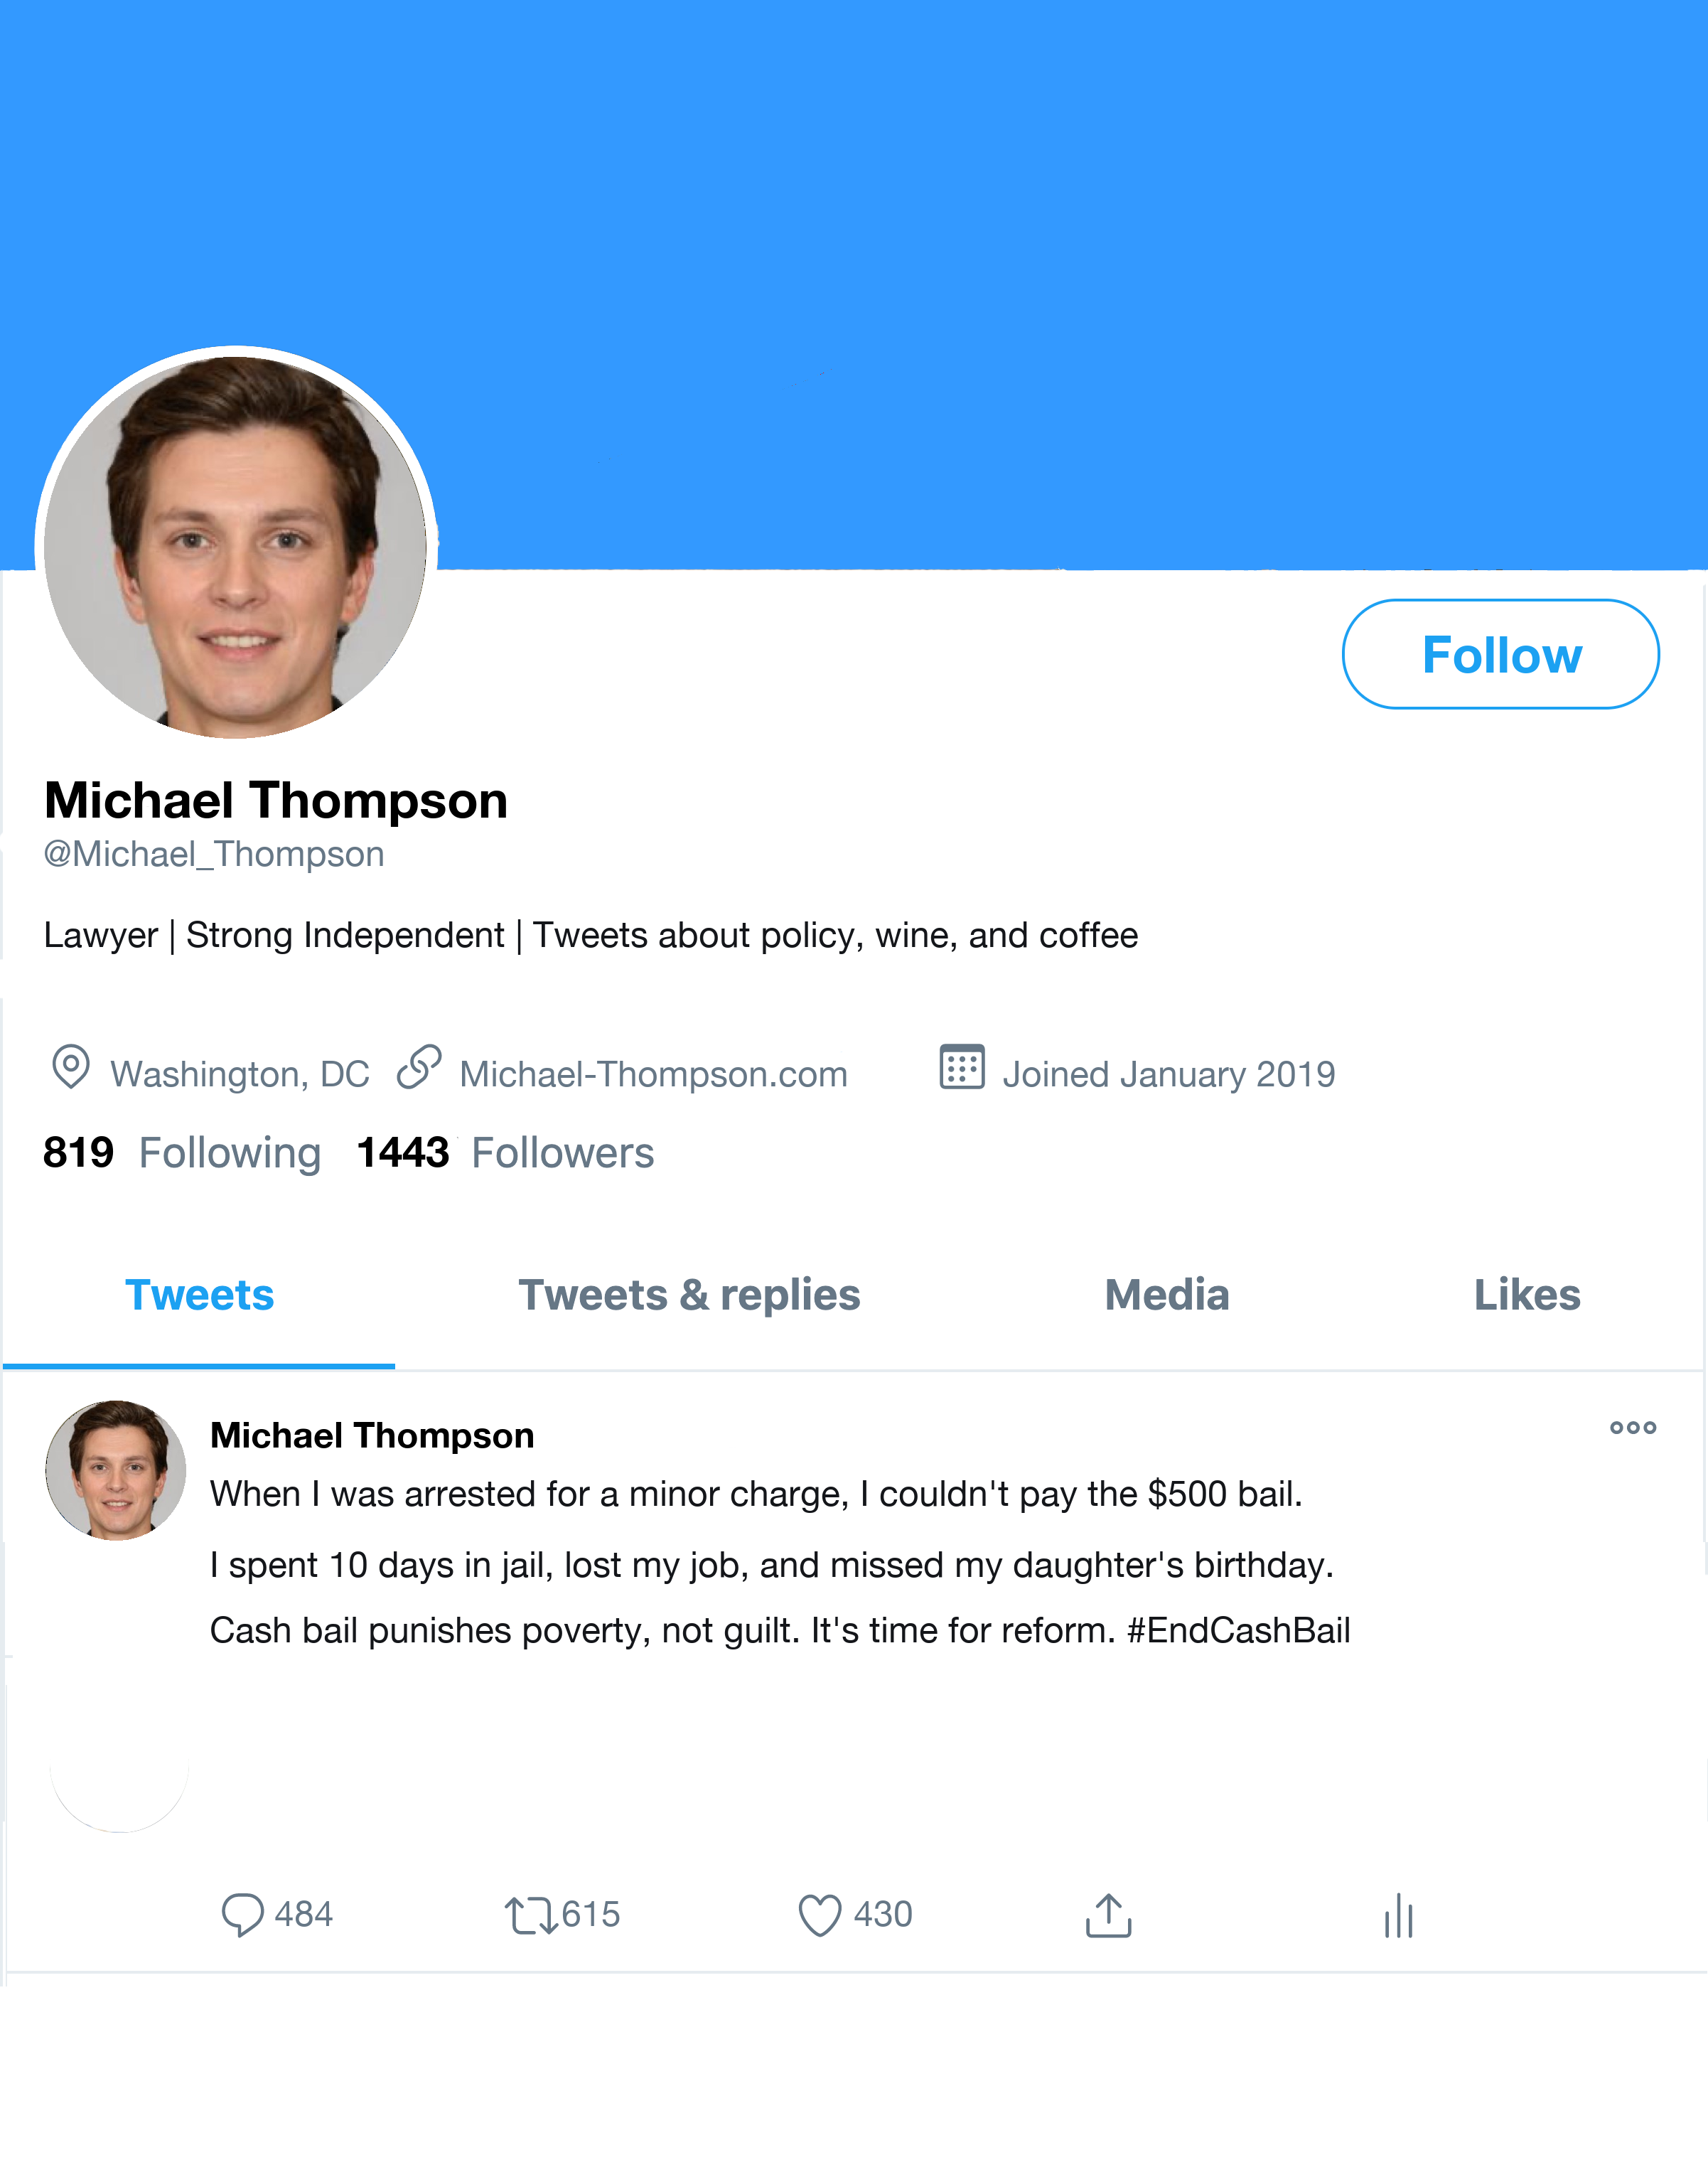 Follow
Michael Thompson
@Michael_Thompson
Lawyer | Strong Independent | Tweets about policy, wine, and coffee
Washington, DC Michael-Thompson.com Joined January 2019
819 Following 1443 Followers
Tweets Tweets & replies Media Likes
Michael Thompson
When I was arrested for a minor charge, I couldn't pay the $500 bail.
I spent 10 days in jail, lost my job, and missed my daughter's birthday.
Cash bail punishes poverty, not guilt. It's time for reform. #EndCashBail
484 615 430